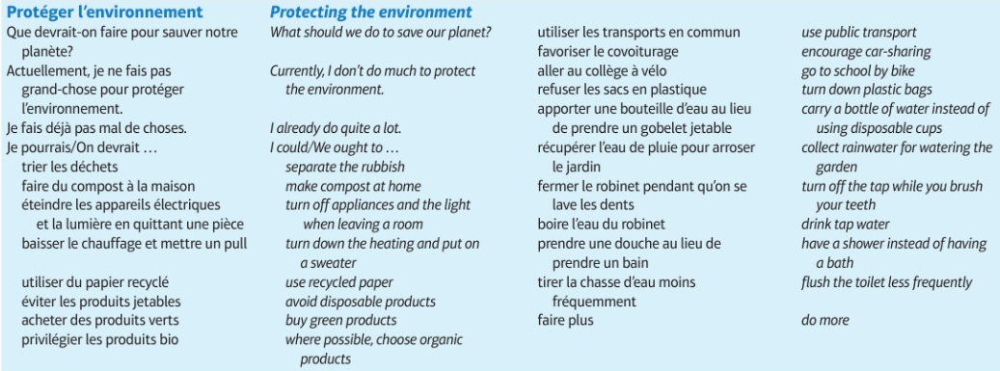 Protéger l'environnement
Que devrait-on faire pour sauver notre
planète?
Actuellement, je ne fais pas
grand-chose pour protéger
l'environnement.
Je fais déjà pas mal de choses.
Je pourrais/On devrait …
trier les déchets
faire du compost à la maison
éteindre les appareils électriques
et la lumière en quittant une pièce
baisser le chauffage et mettre un pull
utiliser du papier recyclé
éviter les produits jetables
acheter des produits verts
privilégier les produits bio
Protecting the environment
What should we do to save our planet?
Currently, I don't do much to protect
the environment.
I already do quite a lot.
I could/We ought to …
separate the rubbish
make compost at home
turn off appliances and the light
when leaving a room
turn down the heating and put on
a sweater
use recycled paper
avoid disposable products
buy green products
where possible, choose organic
products
utiliser les transports en commun
favoriser le covoiturage
aller au collège à vélo
refuser les sacs en plastique
apporter une bouteille d'eau au lieu
de prendre un gobelet jetable
récupérer l'eau de pluie pour arroser
le jardin
fermer le robinet pendant qu'on se
lave les dents
boire l'eau du robinet
prendre une douche au lieu de
prendre un bain
tirer la chasse d'eau moins
fréquemment
faire plus
use public transport
encourage car-sharing
go to school by bike
turn down plastic bags
carry a bottle of water instead of
using disposable cups
collect rainwater for watering the
garden
turn off the tap while you brush
your teeth
drink tap water
have a shower instead of having
a bath
flush the toilet less frequently
do more